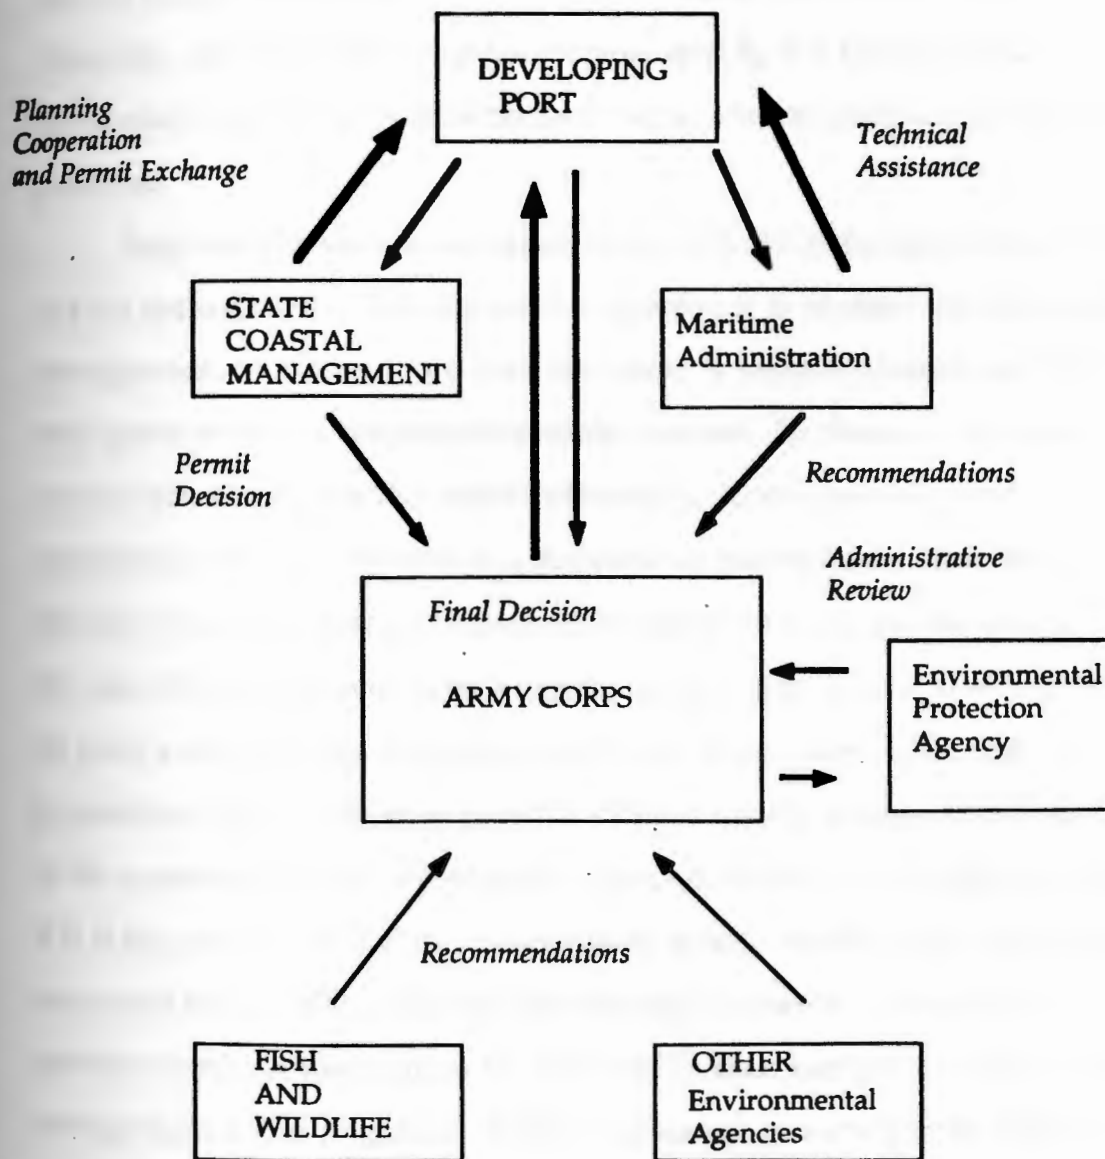 DEVELOPING
PORT
Planning
Cooperation
and Permit Exchange
Technical
Assistance
STATE
COASTAL
MANAGEMENT
Maritime
Administration
Permit
Decision
Recommendations
Administrative
Review
Final Decision
ARMY CORPS
Environmental
Protection
Agency
Recommendations
FISH
AND
WILDLIFE
OTHER
Environmental
Agencies